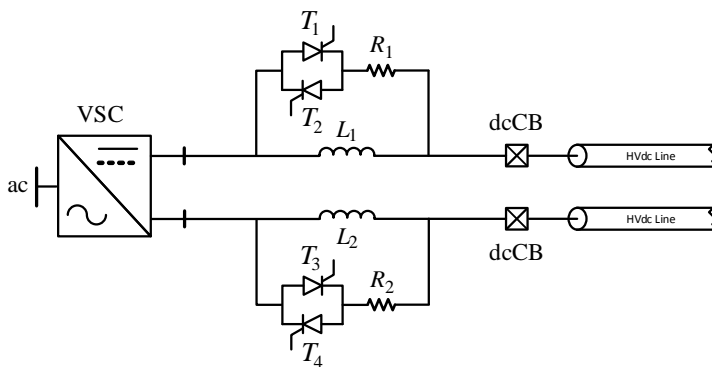 T1
R1
T2
VSC
L1
dcCB
HVdc Line
ac
HVdc Line
L2
dcCB
T3
R2
T4